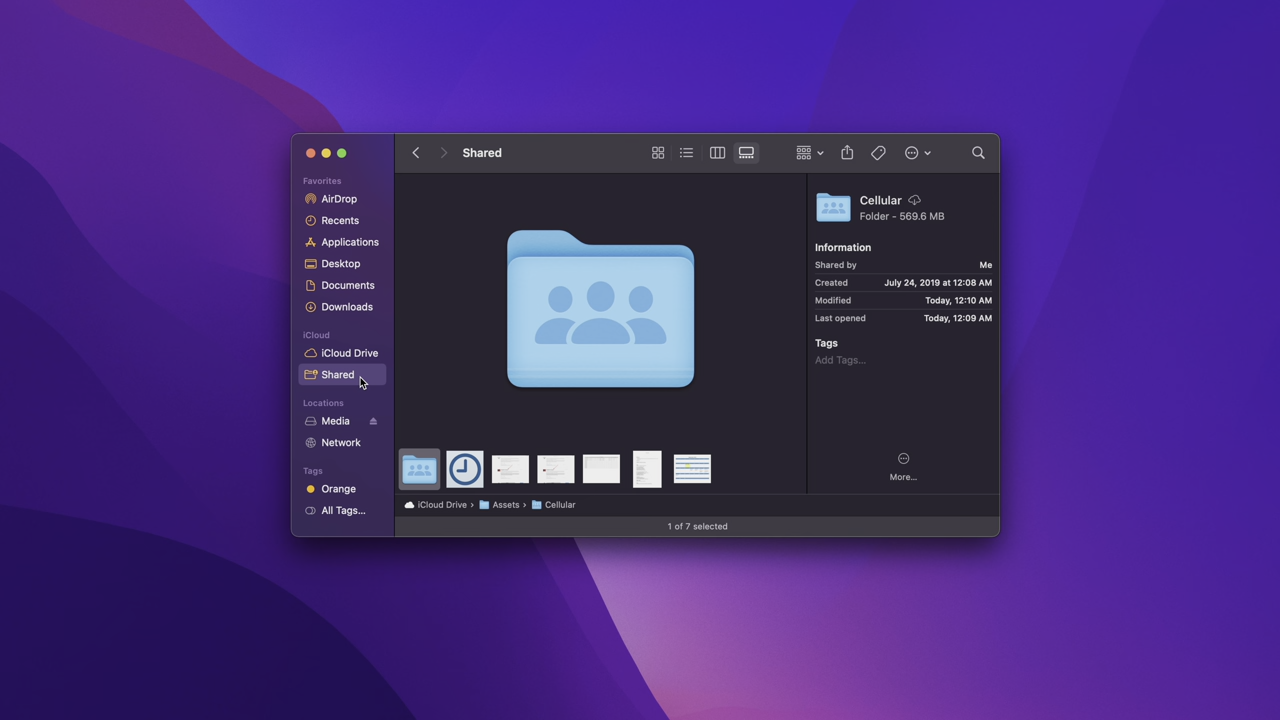 Shared
Favorites
AirDrop
Recents
Applications
Desktop
Documents
Downloads
iCloud
iCloud Drive
Shared
Locations
Media
Network
Tags
Orange
All Tags...
Cellular
Folder - 569.6 MB
Information
Shared by Me
Created July 24, 2019 at 12:08 AM
Modified Today, 12:10 AM
Last opened Today, 12:09 AM
Tags
Add Tags...
More...
iCloud Drive › Assets › Cellular
1 of 7 selected